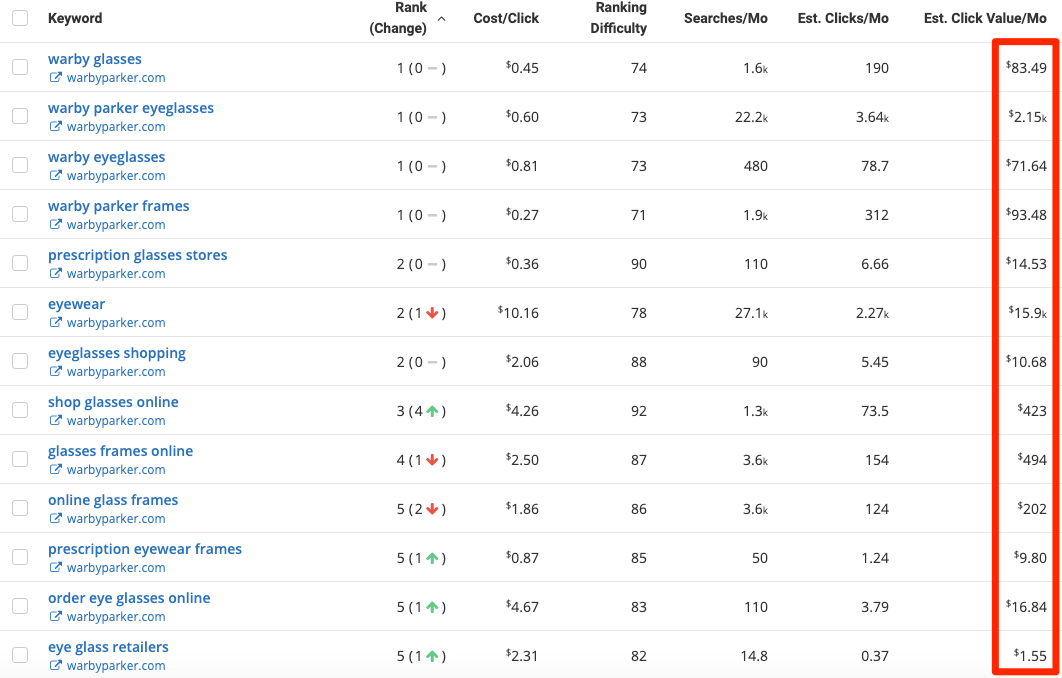 Keyword Rank (Change) Cost/Click Ranking Difficulty Searches/Mo Est. Clicks/Mo Est. Click Value/Mo
warby glasses 1 (0 – ) $0.45 74 1.6k 190 $83.49
warbyparker.com
warby parker eyeglasses 1 (0 – ) $0.60 73 22.2k 3.64k $2.15k
warbyparker.com
warby eyeglasses 1 (0 – ) $0.81 73 480 78.7 $71.64
warbyparker.com
warby parker frames 1 (0 – ) $0.27 71 1.9k 312 $93.48
warbyparker.com
prescription glasses stores 2 (0 – ) $0.36 90 110 6.66 $14.53
warbyparker.com
eyewear 2 (1 ↓ ) $10.16 78 27.1k 2.27k $15.9k
warbyparker.com
eyeglasses shopping 2 (0 – ) $2.06 88 90 5.45 $10.68
warbyparker.com
shop glasses online 3 (4 ↑ ) $4.26 92 1.3k 73.5 $423
warbyparker.com
glasses frames online 4 (1 ↓ ) $2.50 87 3.6k 154 $494
warbyparker.com
online glass frames 5 (2 ↓ ) $1.86 86 3.6k 124 $202
warbyparker.com
prescription eyewear frames 5 (1 ↑ ) $0.87 85 50 1.24 $9.80
warbyparker.com
order eye glasses online 5 (1 ↑ ) $4.67 83 110 3.79 $16.84
warbyparker.com
eye glass retailers 5 (1 ↑ ) $2.31 82 14.8 0.37 $1.55
warbyparker.com